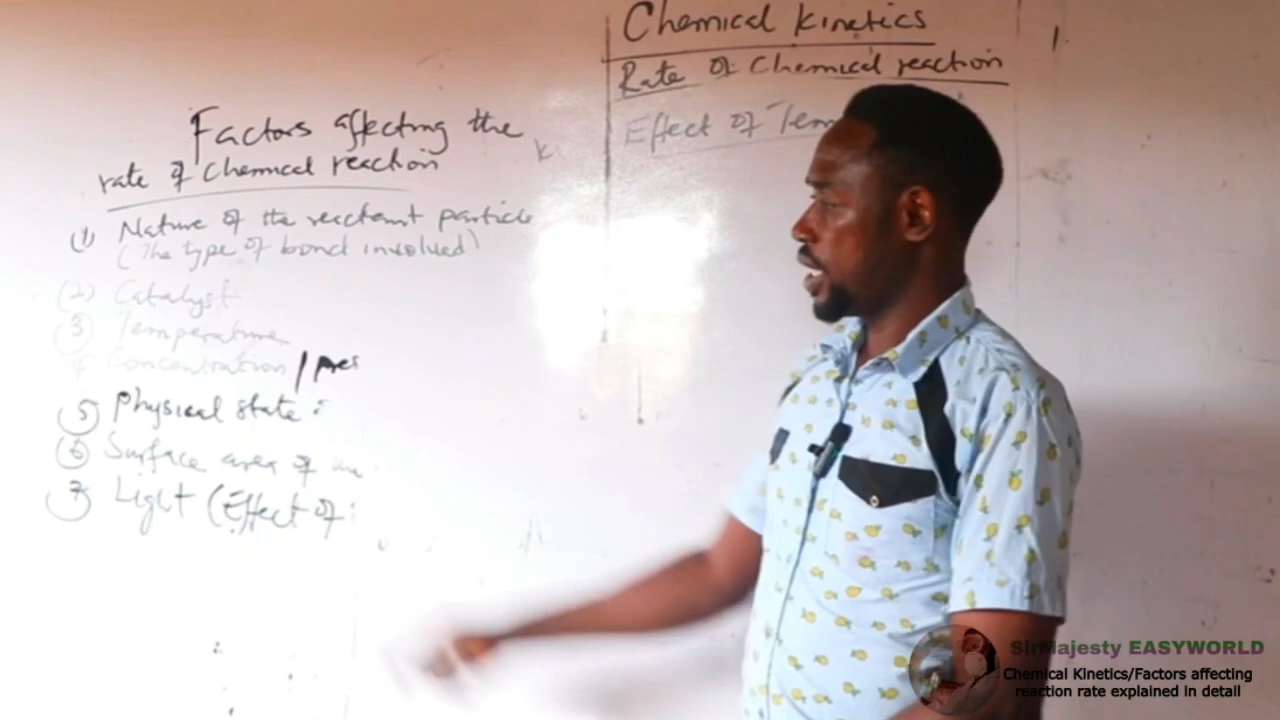 Chemical Kinetics
Rate of Chemical reaction
Effect of Tem
Factors affecting the
rate of Chemical reaction
(1) Nature of the reactant particle
(The type of bond involved)
(2) Catalyst
3 Temperature
4 Concentration / pres
5 Physical state
6 Surface area of
7 Light (Effect of
SirMajesty EASYWORLD
Chemical Kinetics/Factors affecting
reaction rate explained in detail